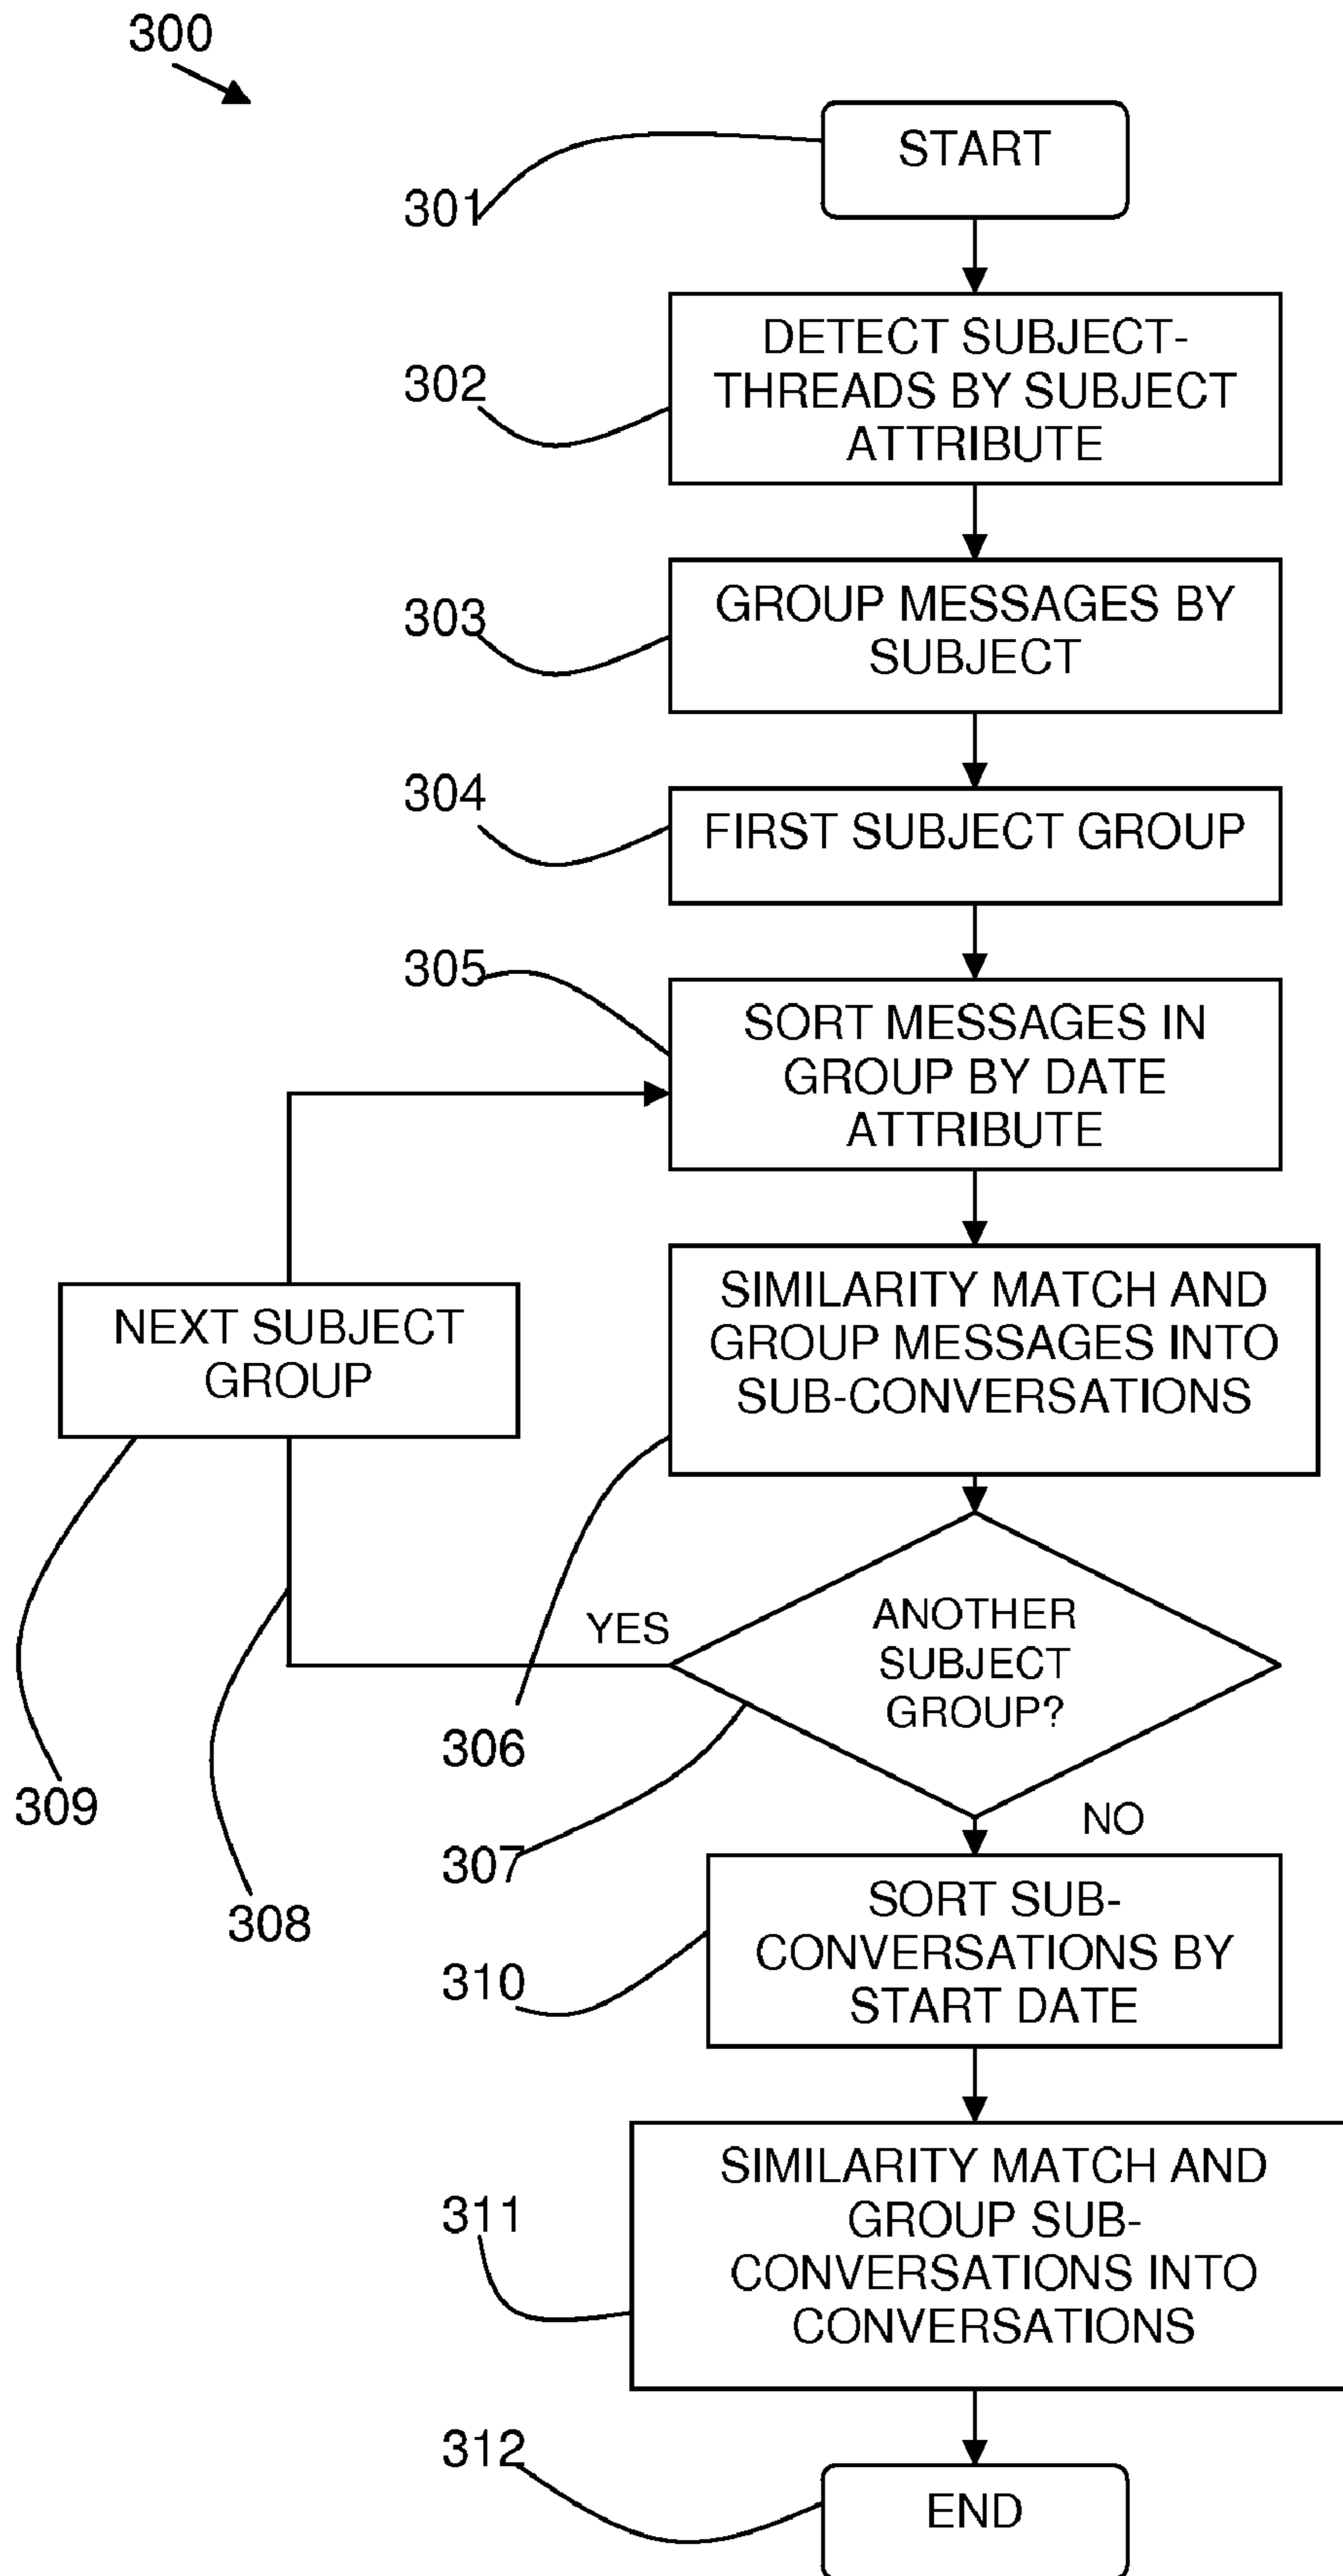 300
START
301
DETECT SUBJECT-
THREADS BY SUBJECT
ATTRIBUTE
302
GROUP MESSAGES BY
SUBJECT
303
304
FIRST SUBJECT GROUP
305
SORT MESSAGES IN
GROUP BY DATE
ATTRIBUTE
SIMILARITY MATCH AND
GROUP MESSAGES INTO
SUB-CONVERSATIONS
NEXT SUBJECT
GROUP
YES
ANOTHER
SUBJECT
GROUP?
306
309
NO
307
308
SORT SUB-
CONVERSATIONS BY
START DATE
310
SIMILARITY MATCH AND
GROUP SUB-
CONVERSATIONS INTO
CONVERSATIONS
311
312
END